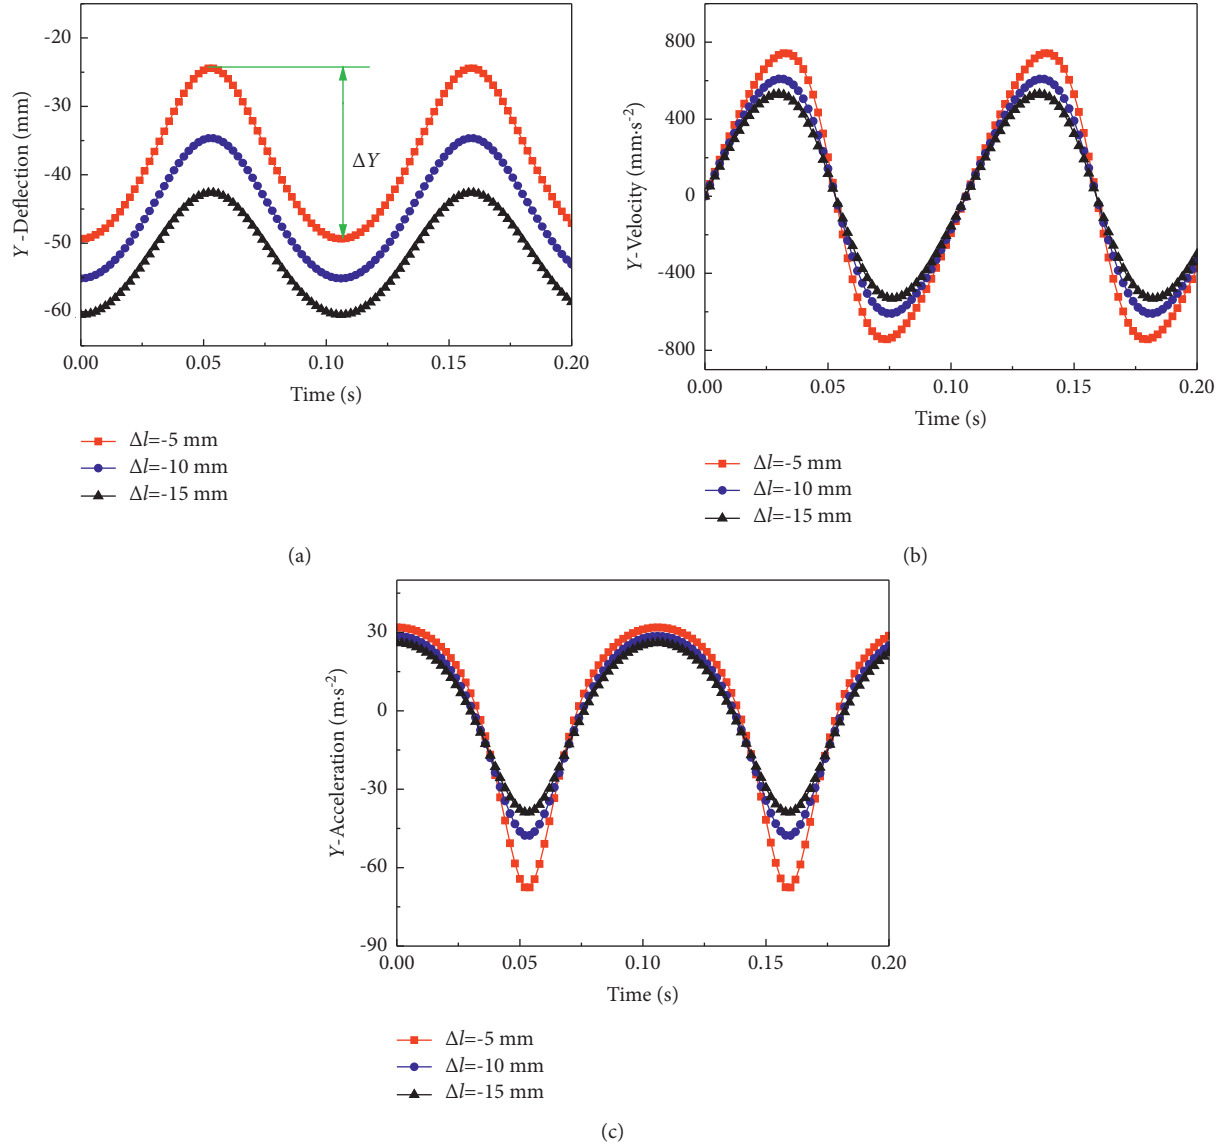 -20
-30
-40
-50
-60
Y-Deflection (mm)
ΔY
0.00
0.05
0.10
0.15
0.20
Time (s)
Δl=-5 mm
Δl=-10 mm
Δl=-15 mm
(a)
800
400
0
-400
-800
Y-Velocity (mm·s-2)
0.00
0.05
0.10
0.15
0.20
Time (s)
Δl=-5 mm
Δl=-10 mm
Δl=-15 mm
(b)
30
0
-30
-60
-90
Y-Acceleration (m·s-2)
0.00
0.05
0.10
0.15
0.20
Time (s)
Δl=-5 mm
Δl=-10 mm
Δl=-15 mm
(c)